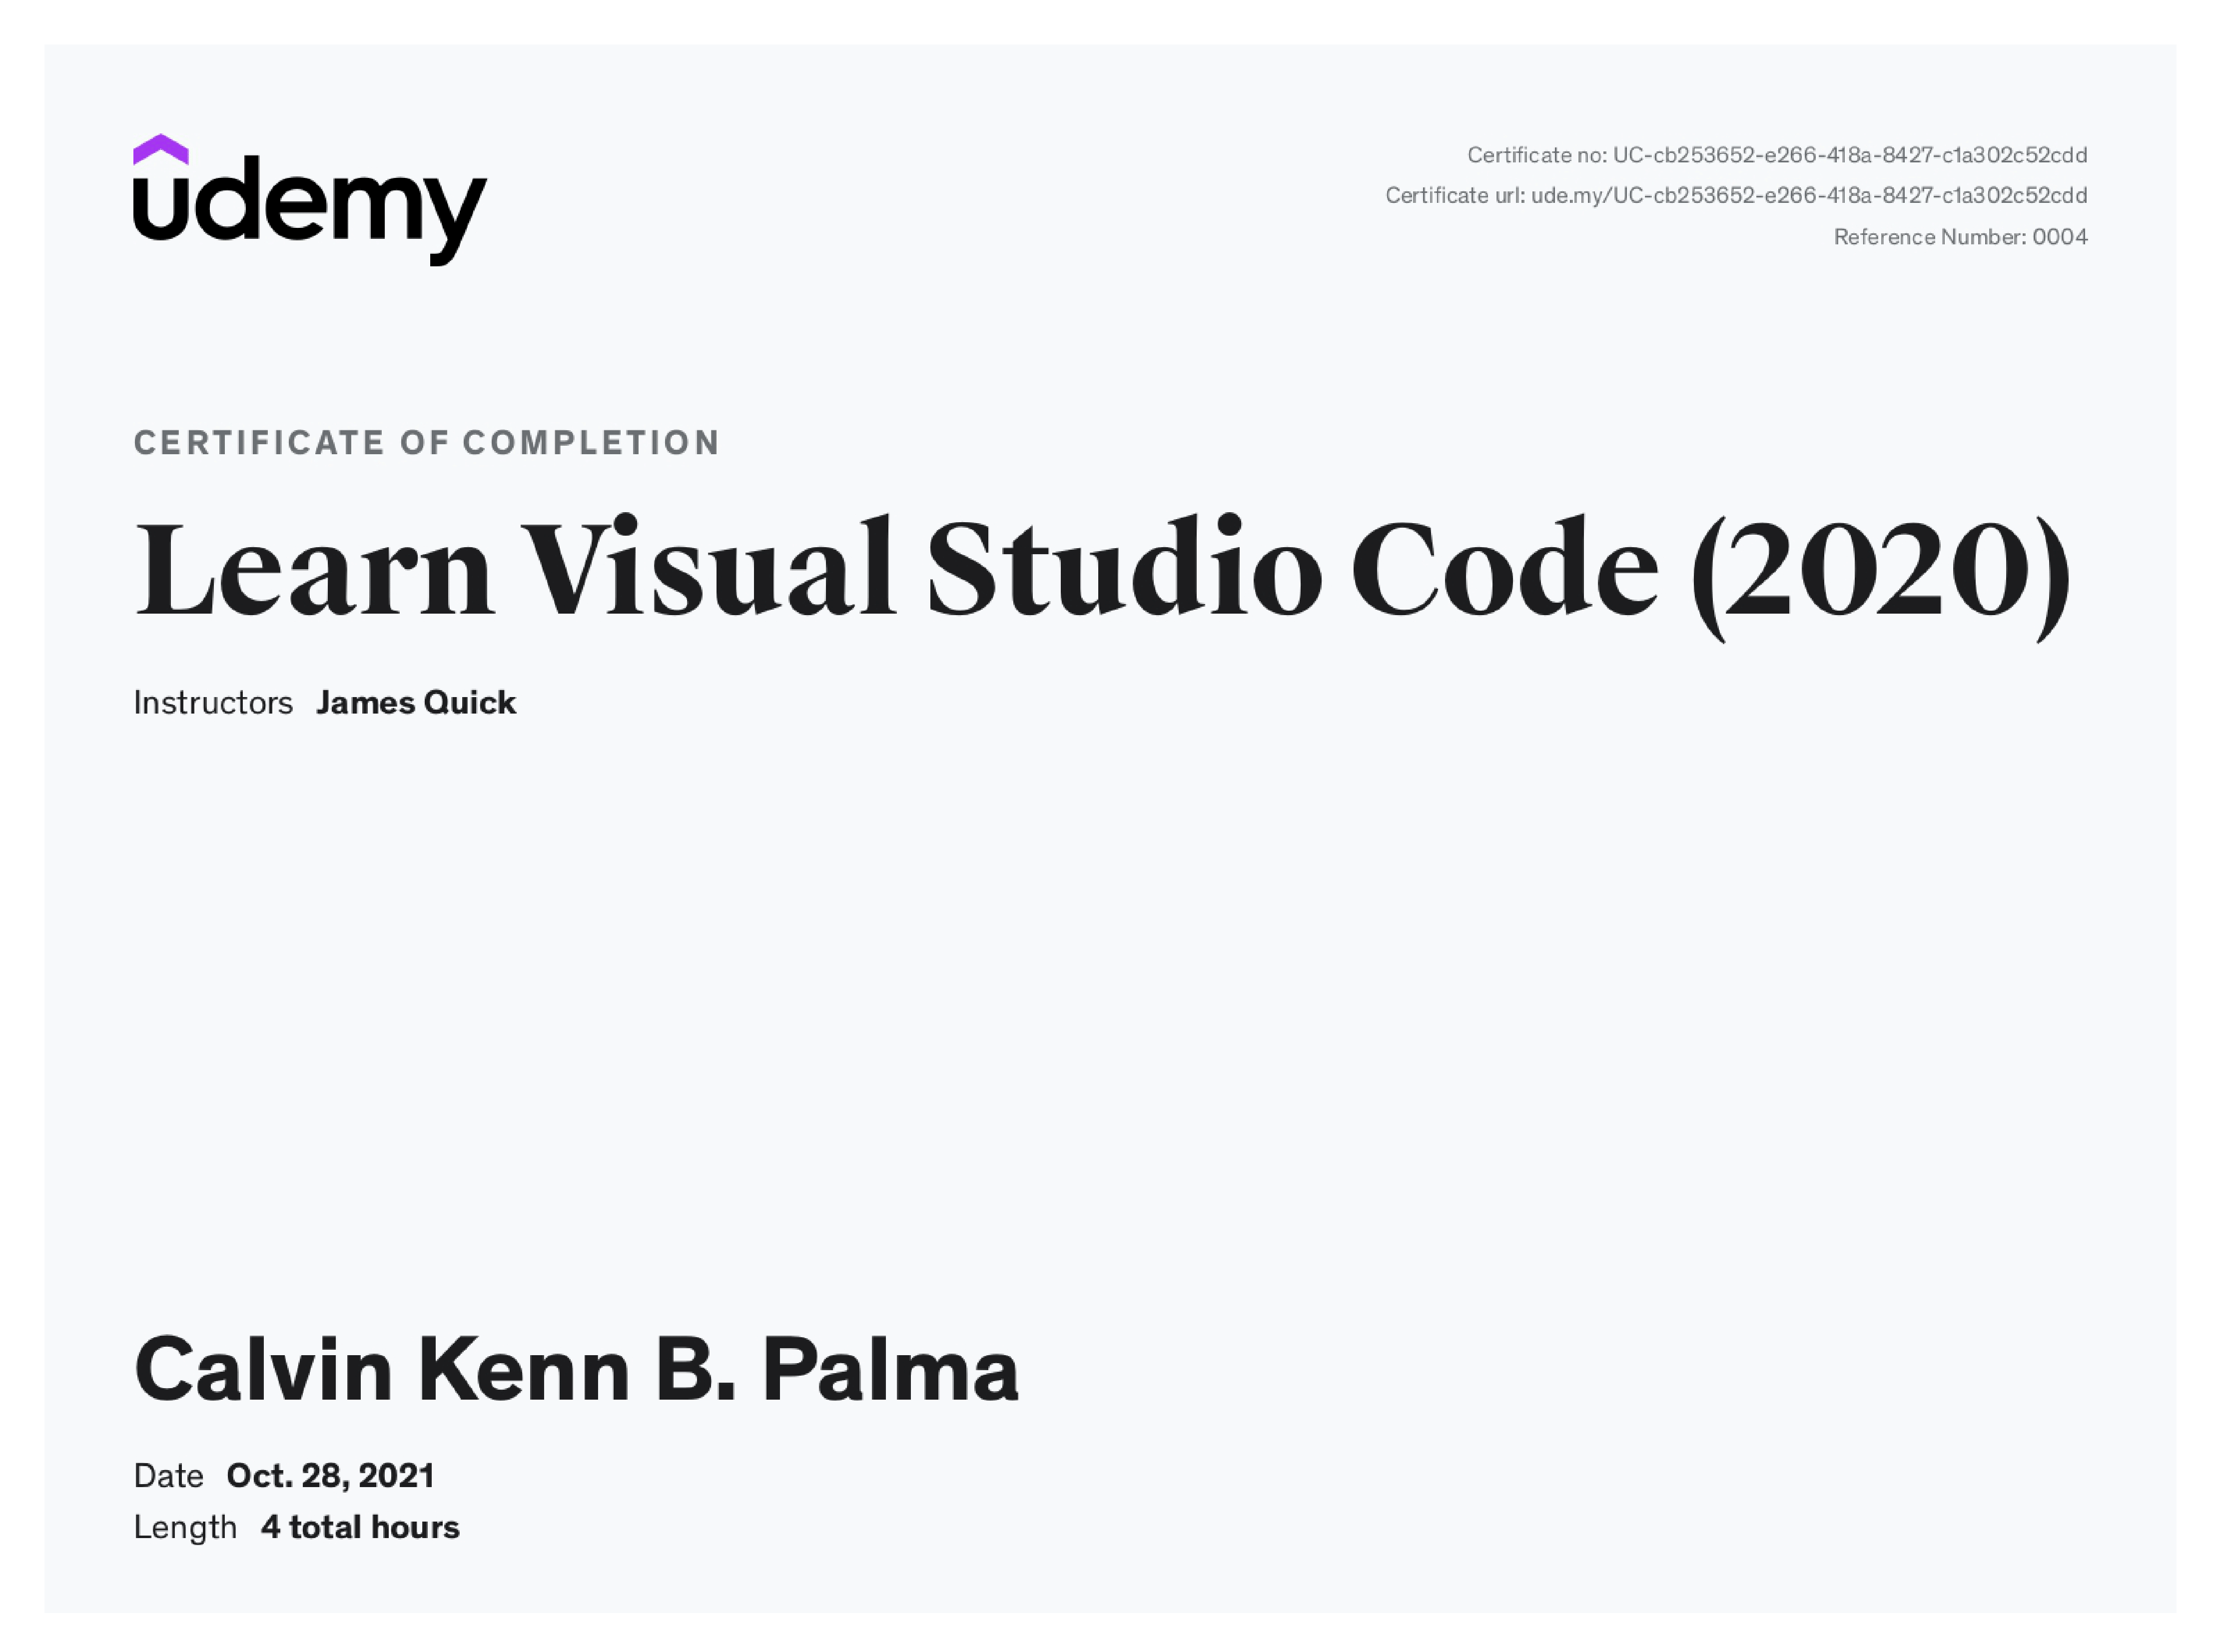 udemy
Certificate no: UC-cb253652-e266-418a-8427-c1a302c52cdd
Certificate url: ude.my/UC-cb253652-e266-418a-8427-c1a302c52cdd
Reference Number: 0004
CERTIFICATE OF COMPLETION
Learn Visual Studio Code (2020)
Instructors James Quick
Calvin Kenn B. Palma
Date Oct. 28, 2021
Length 4 total hours